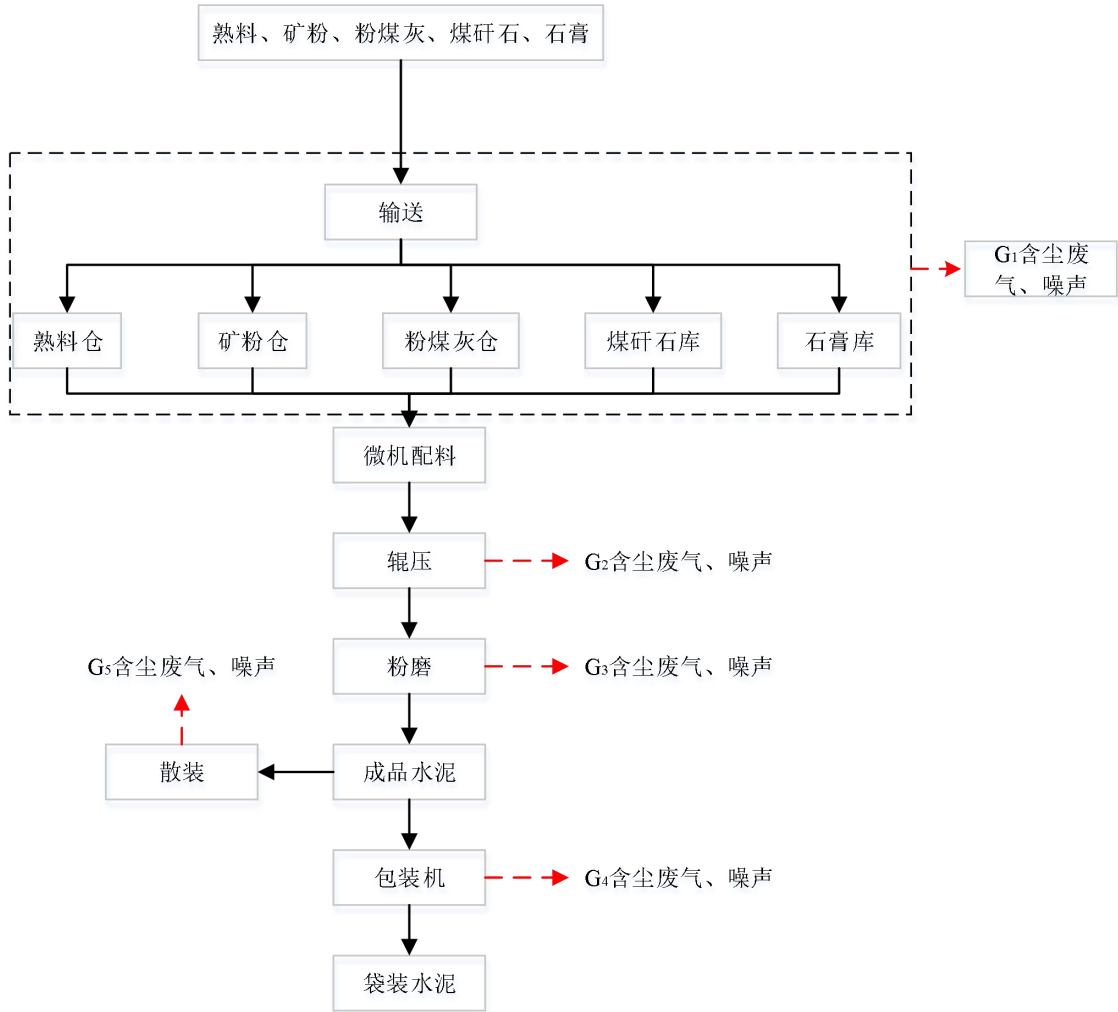 熟料、矿粉、粉煤灰、煤矸石、石膏
输送
G₁含尘废
气、噪声
熟料仓
矿粉仓
粉煤灰仓
煤矸石库
石膏库
微机配料
辊压
G₂含尘废气、噪声
粉磨
G₃含尘废气、噪声
G₅含尘废气、噪声
散装
成品水泥
包装机
G₄含尘废气、噪声
袋装水泥